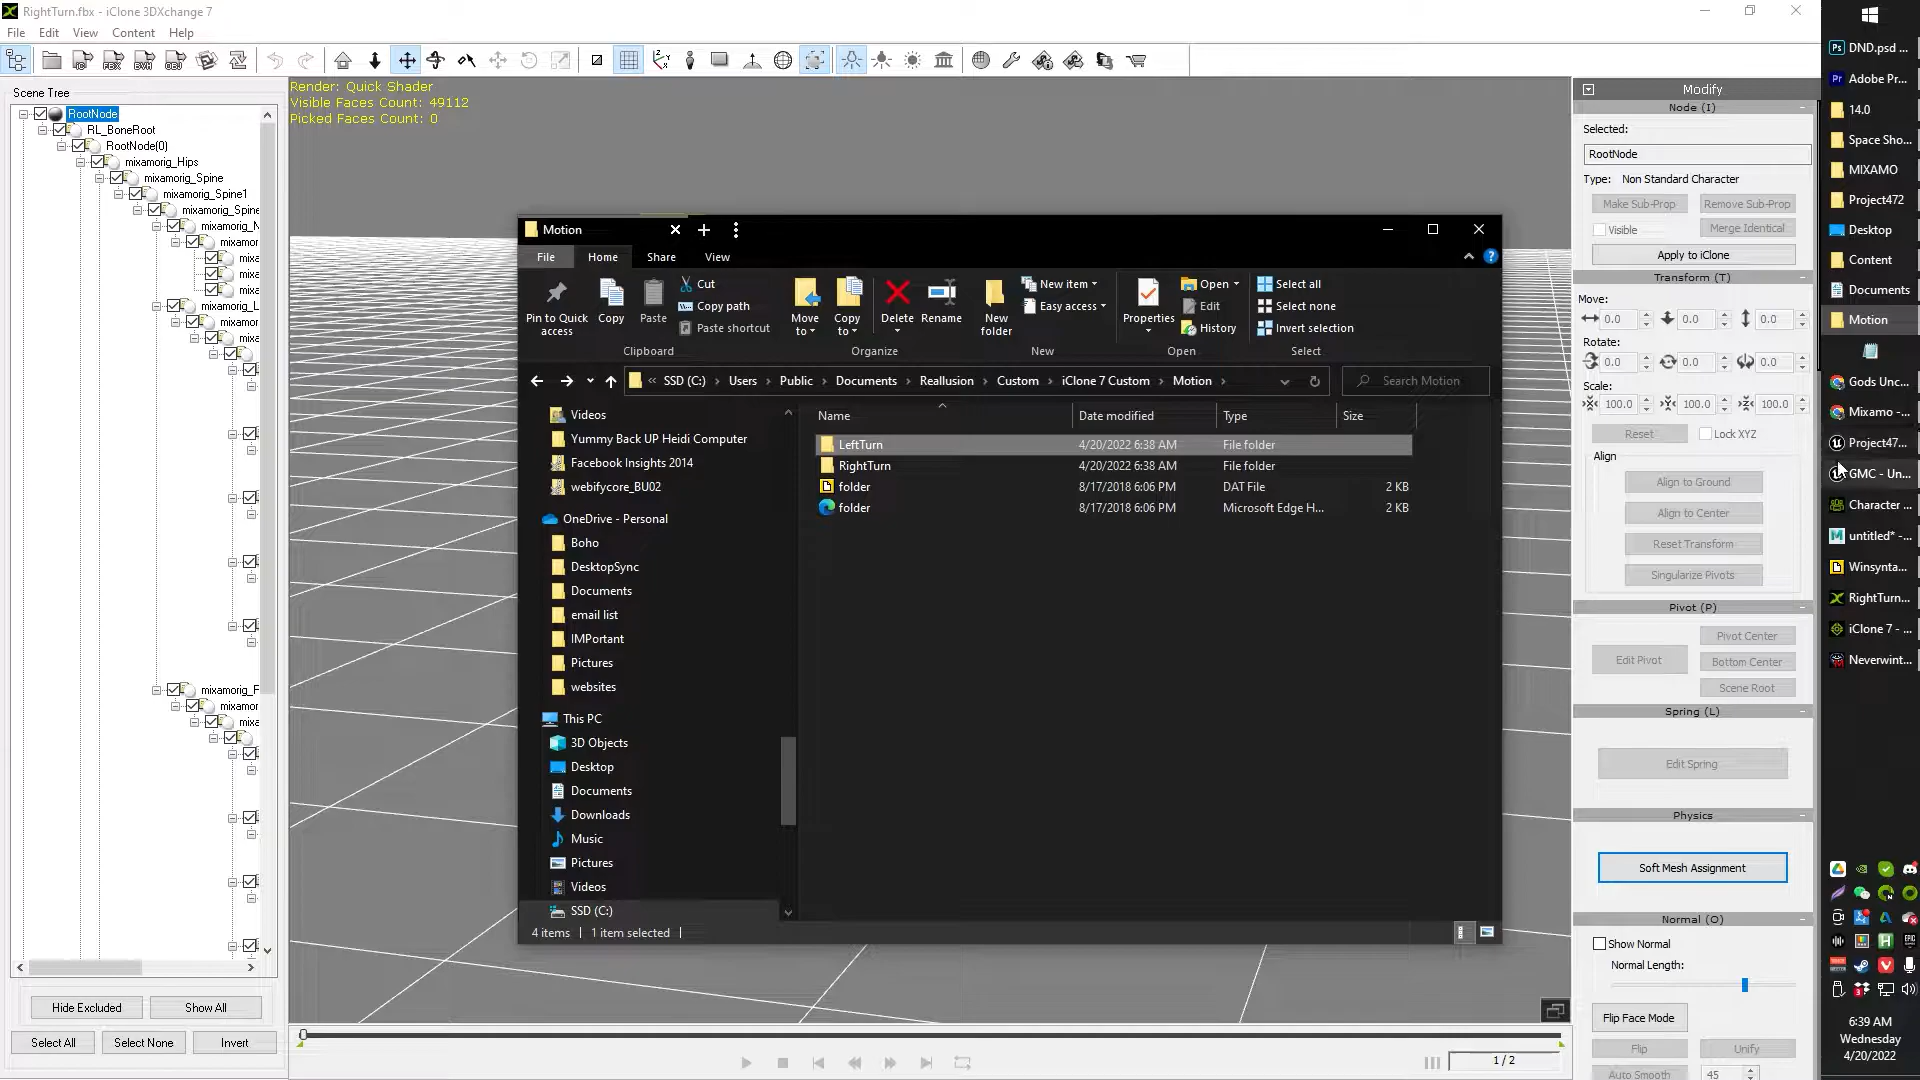 RightTurn.fbx - iClone 3DXchange 7
File Edit View Content Help
Scene Tree
RootNode
RL_BoneRoot
RootNode(0)
mixamorig_Hips
mixamorig_Spine
mixamorig_Spine1
mixamorig_Spine
mixamorig_N
mixamor
mixa
mixa
mixa
mixamorig_L
mixamor
mixa
mixamorig_F
mixamor
mixa
Hide Excluded Show All
Select All Select None Invert
Render: Quick Shader
Visible Faces Count: 49112
Picked Faces Count: 0
Motion
File Home Share View
Pin to Quick access
Copy
Paste
Cut
Copy path
Paste shortcut
Clipboard
Move to
Copy to
Delete
Rename
Organize
New folder
New item
Easy access
New
Properties
Open
Edit
History
Open
Select all
Select none
Invert selection
Select
« SSD (C:) › Users › Public › Documents › Reallusion › Custom › iClone 7 Custom › Motion ›
Search Motion
Videos
Yummy Back UP Heidi Computer
Facebook Insights 2014
webifycore_BU02
OneDrive - Personal
Boho
DesktopSync
Documents
email list
IMPortant
Pictures
websites
This PC
3D Objects
Desktop
Documents
Downloads
Music
Pictures
Videos
SSD (C:)
Name Date modified Type Size
LeftTurn 4/20/2022 6:38 AM File folder
RightTurn 4/20/2022 6:38 AM File folder
folder 8/17/2018 6:06 PM DAT File 2 KB
folder 8/17/2018 6:06 PM Microsoft Edge H... 2 KB
4 items 1 item selected
1 / 2
Modify
Node (I)
Selected:
RootNode
Type: Non Standard Character
Make Sub-Prop Remove Sub-Prop
Visible Merge Identical
Apply to iClone
Transform (T)
Move:
0.0 0.0 0.0
Rotate:
0.0 0.0 0.0
Scale:
100.0 100.0 100.0
Reset Lock XYZ
Align
Align to Ground
Align to Center
Reset Transform
Singularize Pivots
Pivot (P)
Edit Pivot
Pivot Center
Bottom Center
Scene Root
Spring (L)
Edit Spring
Physics
Soft Mesh Assignment
Normal (O)
Show Normal
Normal Length:
Flip Face Mode
Flip Unify
Auto Smooth 45
DND.psd ...
Adobe Pr...
14.0
Space Sho...
MIXAMO
Project472
Desktop
Content
Documents
Motion
Gods Unc...
Mixamo -...
Project47...
GMC - Un...
Character ...
untitled* -...
Winsynta...
RightTurn...
iClone 7 - ...
Neverwint...
6:39 AM
Wednesday
4/20/2022